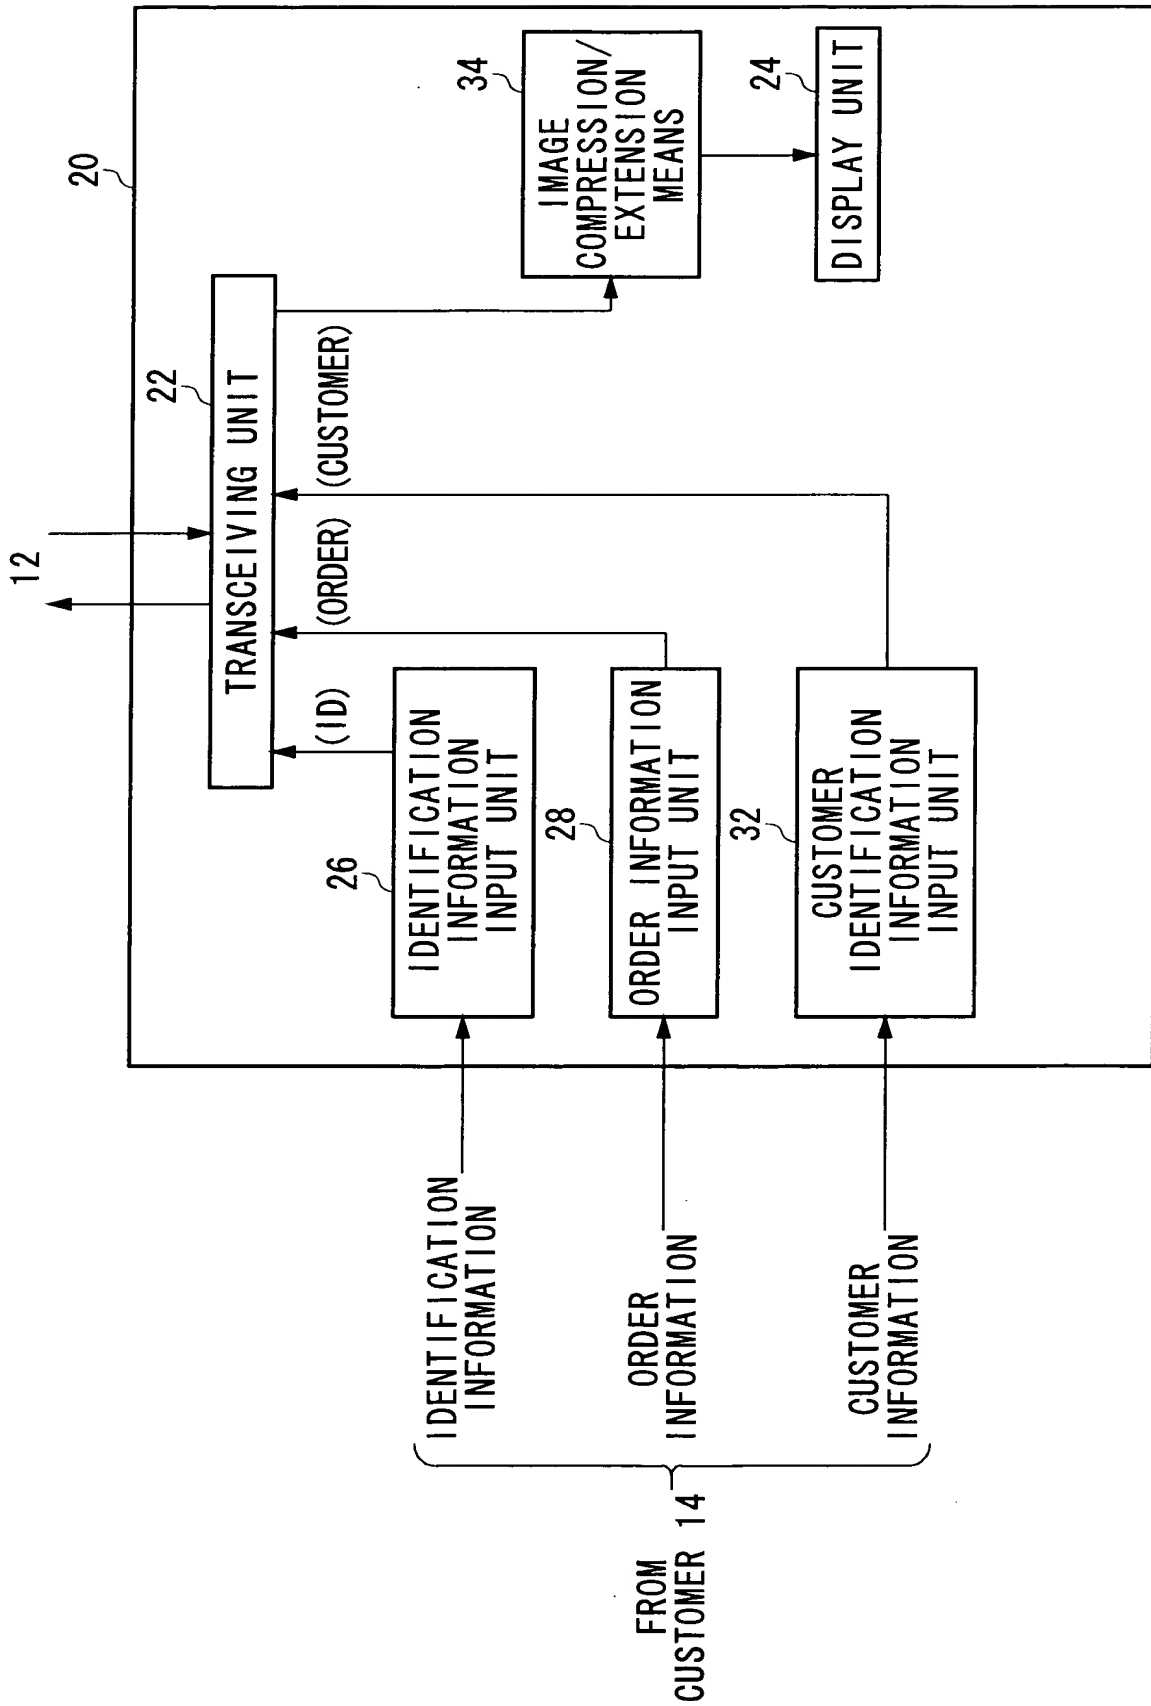 20
12
22
TRANSCEIVING UNIT
(ID)
(ORDER)
(CUSTOMER)
34
IMAGE
COMPRESSION/
EXTENSION
MEANS
24
DISPLAY UNIT
26
IDENTIFICATION
INFORMATION
INPUT UNIT
28
ORDER INFORMATION
INPUT UNIT
32
CUSTOMER
IDENTIFICATION
INFORMATION
INPUT UNIT
IDENTIFICATION
INFORMATION
ORDER
INFORMATION
CUSTOMER
INFORMATION
FROM
CUSTOMER 14